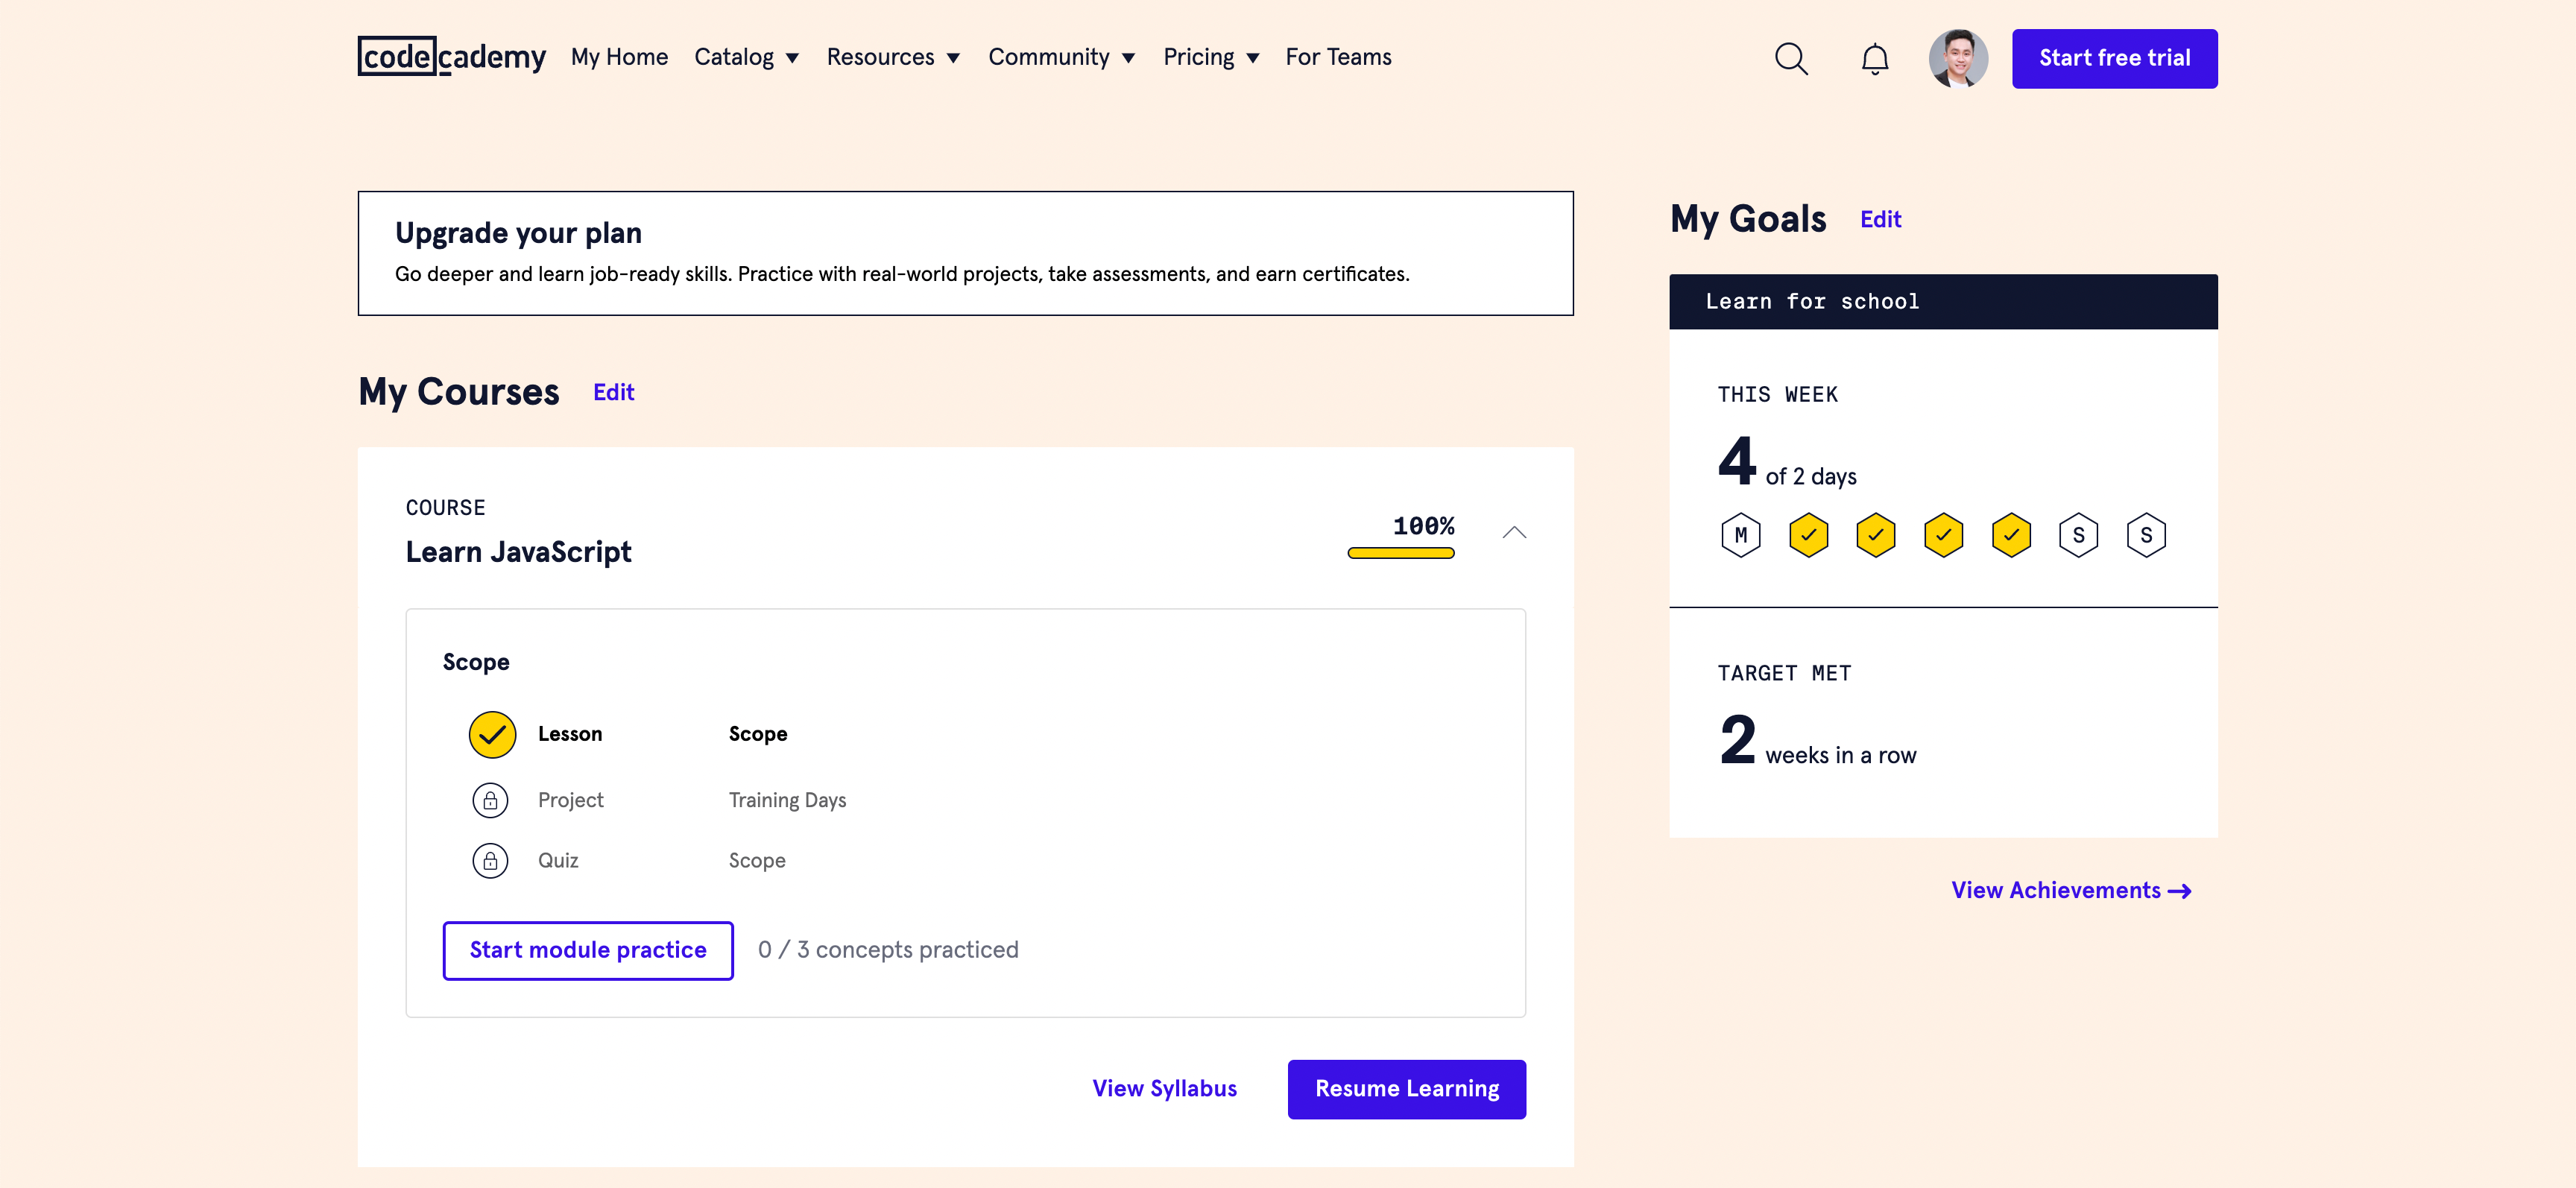 codecademy My Home Catalog Resources Community Pricing For Teams Start free trial
Upgrade your plan
Go deeper and learn job-ready skills. Practice with real-world projects, take assessments, and earn certificates.
My Courses Edit
COURSE
Learn JavaScript
100%
Scope
Lesson Scope
Project Training Days
Quiz Scope
Start module practice 0 / 3 concepts practiced
View Syllabus Resume Learning
My Goals Edit
Learn for school
THIS WEEK
4 of 2 days
M S S
TARGET MET
2 weeks in a row
View Achievements